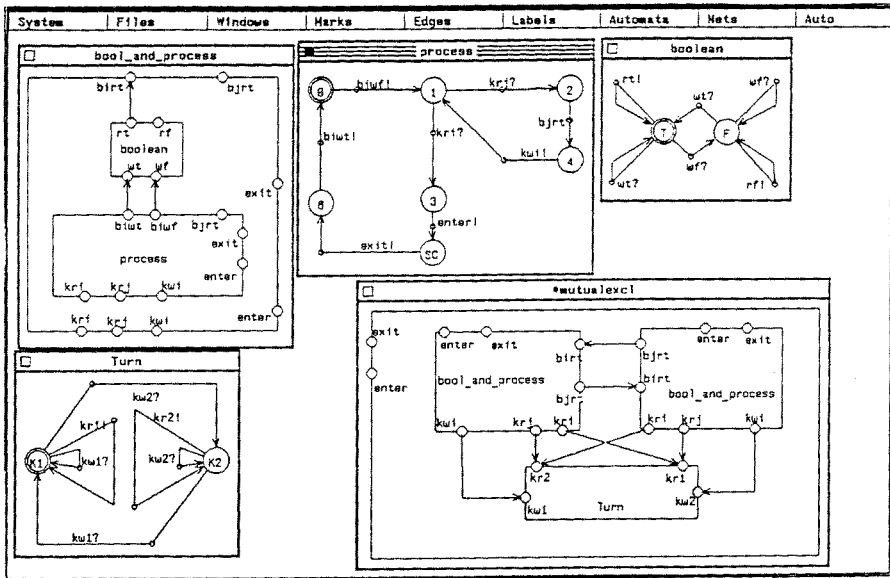 System Files Windows Marks Edges Labels Automata Nets Auto
bool_and_process
birt bjrt
rt rf
boolean
wt wf
exit
biwt biwf bjrt
exit
process
enter
kri krj kwi
enter
kri krj kwi
process
0 biwf! 1 krj? 2
bjrt
biwt! kri? kwi! 4
6 3
enter!
exit! SC
boolean
rt! wf?
wt?
T F
wf?
wt? rf!
Turn
kw2?
kr1! kr2!
K1 kw1? kw2? K2
kw1?
*mutualexcl
exit enter exit enter exit
birt bjrt
enter bool_and_process birt
bjrt bool_and_process
kwi krj kri kri krj kwi
kr2 kr1
kw1 Turn kw2